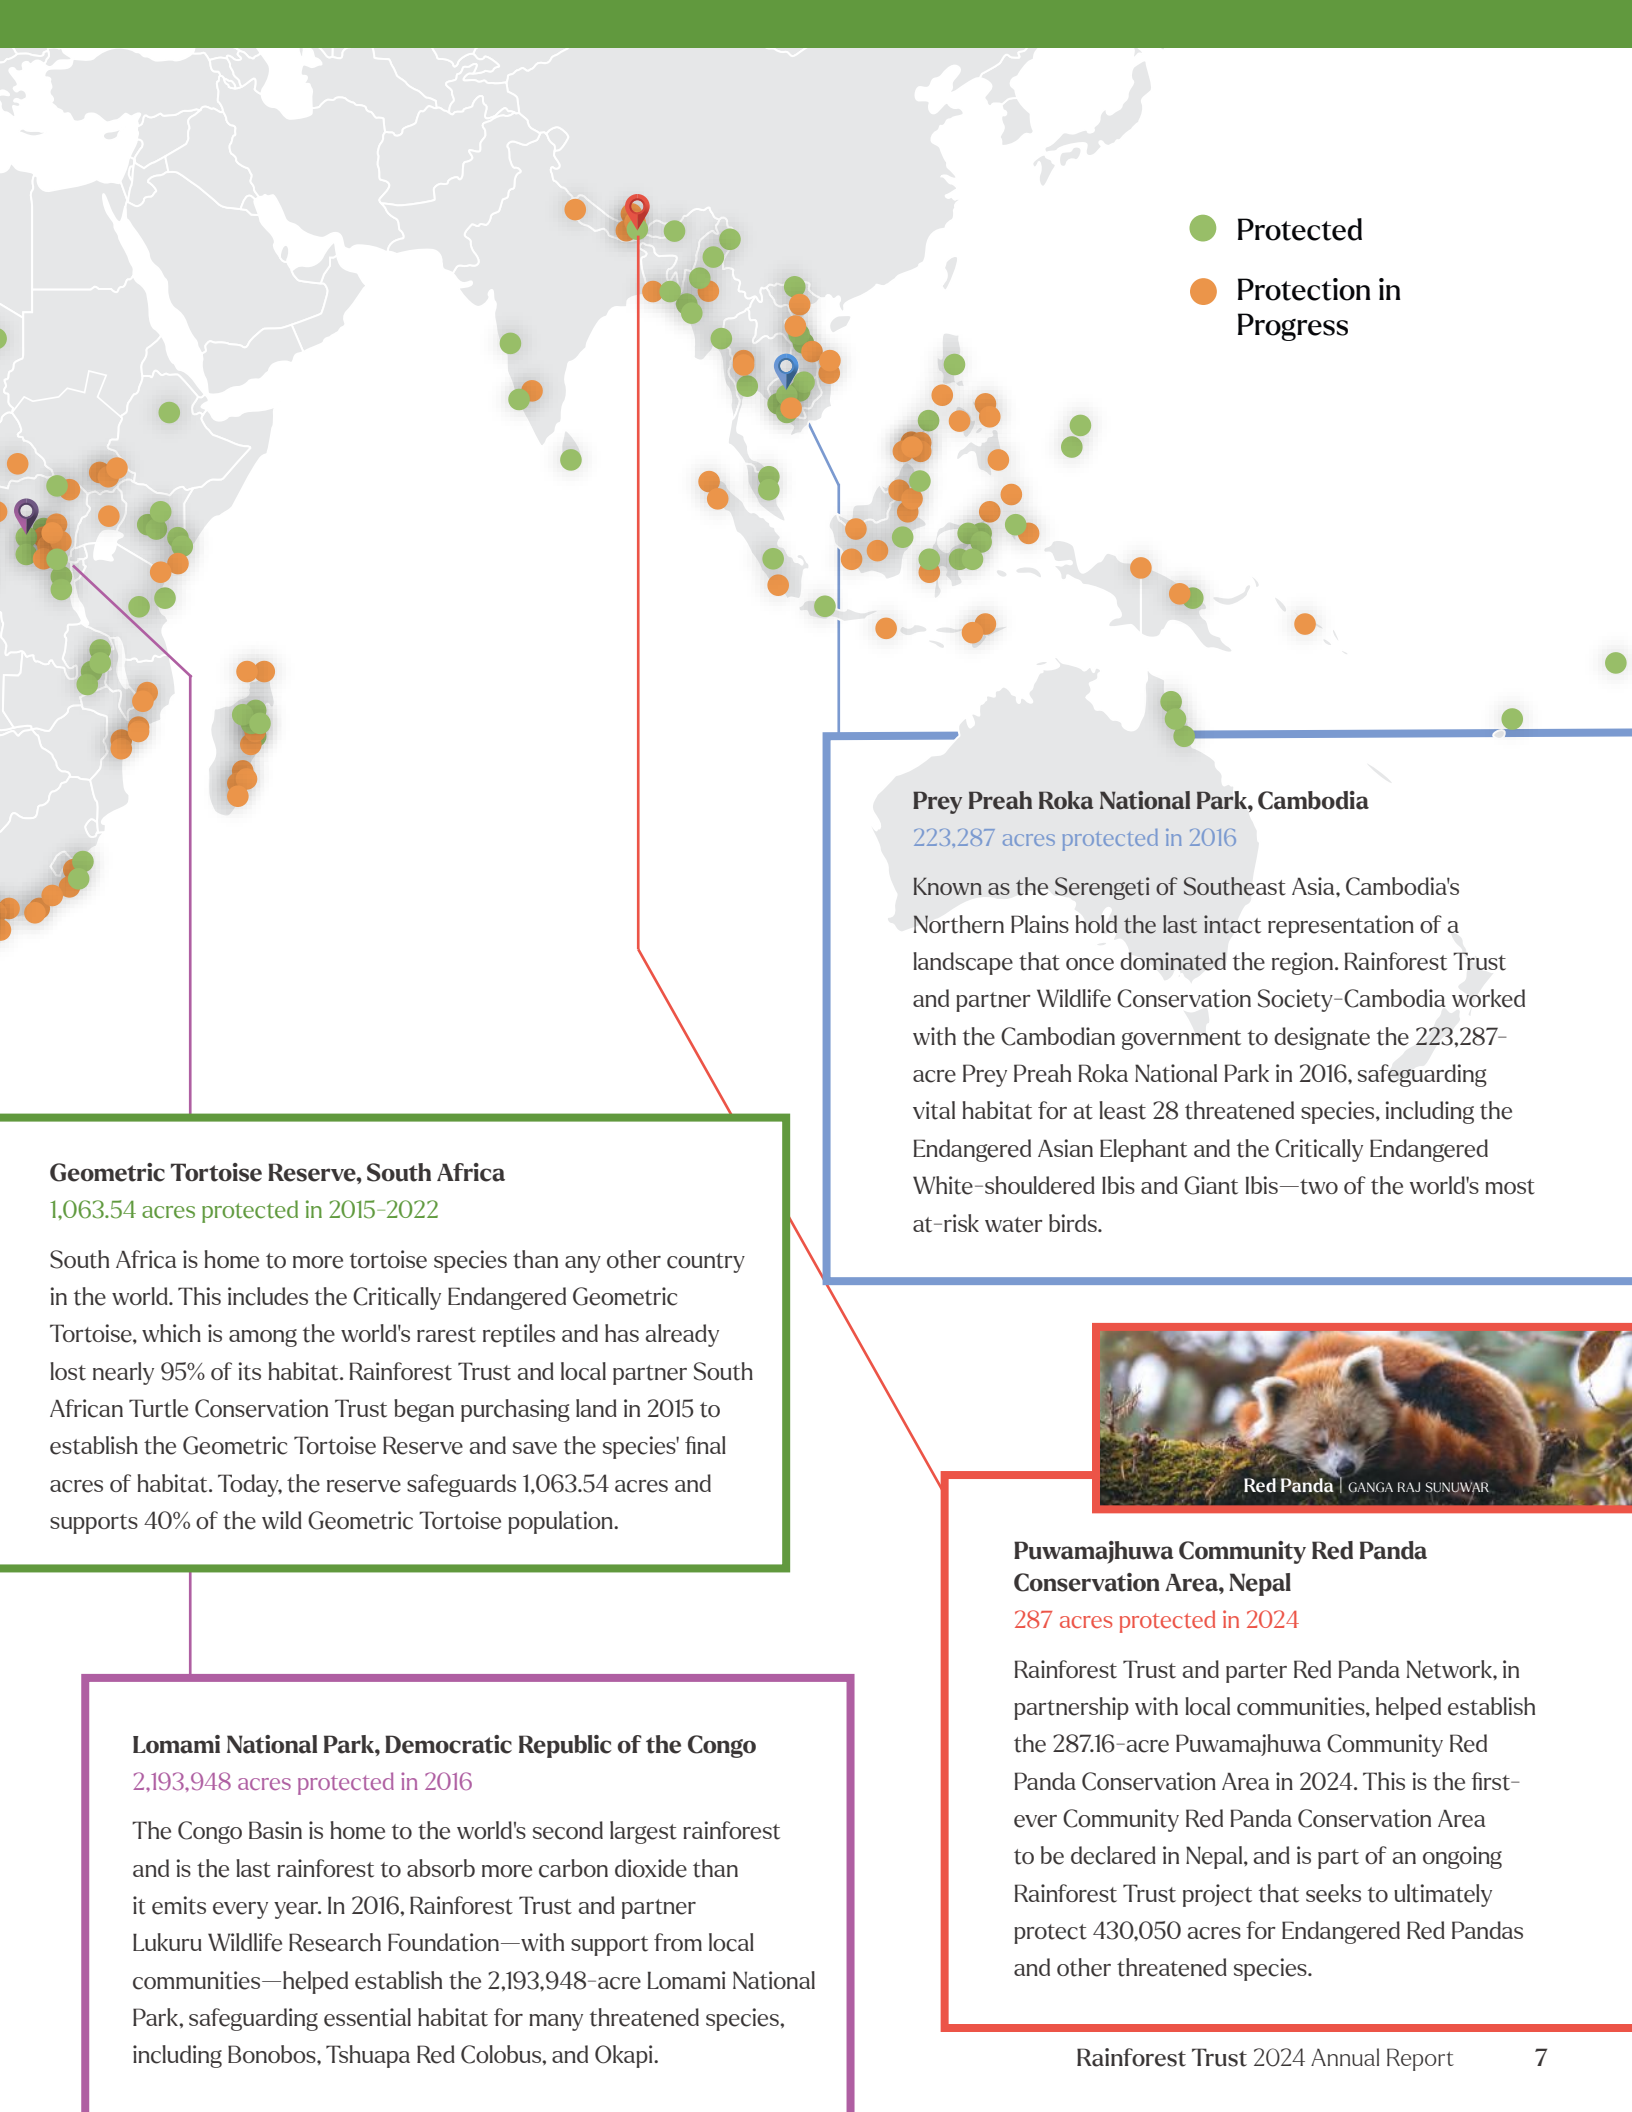 Protected
Protection in
Progress
Prey Preah Roka National Park, Cambodia
223,287 acres protected in 2016
Known as the Serengeti of Southeast Asia, Cambodia's
Northern Plains hold the last intact representation of a
landscape that once dominated the region. Rainforest Trust
and partner Wildlife Conservation Society-Cambodia worked
with the Cambodian government to designate the 223,287-
acre Prey Preah Roka National Park in 2016, safeguarding
vital habitat for at least 28 threatened species, including the
Endangered Asian Elephant and the Critically Endangered
White-shouldered Ibis and Giant Ibis—two of the world's most
at-risk water birds.
Geometric Tortoise Reserve, South Africa
1,063.54 acres protected in 2015-2022
South Africa is home to more tortoise species than any other country
in the world. This includes the Critically Endangered Geometric
Tortoise, which is among the world's rarest reptiles and has already
lost nearly 95% of its habitat. Rainforest Trust and local partner South
African Turtle Conservation Trust began purchasing land in 2015 to
establish the Geometric Tortoise Reserve and save the species' final
acres of habitat. Today, the reserve safeguards 1,063.54 acres and
supports 40% of the wild Geometric Tortoise population.
Red Panda | GANGA RAJ SUNUWAR
Puwamajhuwa Community Red Panda
Conservation Area, Nepal
287 acres protected in 2024
Rainforest Trust and parter Red Panda Network, in
partnership with local communities, helped establish
the 287.16-acre Puwamajhuwa Community Red
Panda Conservation Area in 2024. This is the first-
ever Community Red Panda Conservation Area
to be declared in Nepal, and is part of an ongoing
Rainforest Trust project that seeks to ultimately
protect 430,050 acres for Endangered Red Pandas
and other threatened species.
Lomami National Park, Democratic Republic of the Congo
2,193,948 acres protected in 2016
The Congo Basin is home to the world's second largest rainforest
and is the last rainforest to absorb more carbon dioxide than
it emits every year. In 2016, Rainforest Trust and partner
Lukuru Wildlife Research Foundation—with support from local
communities—helped establish the 2,193,948-acre Lomami National
Park, safeguarding essential habitat for many threatened species,
including Bonobos, Tshuapa Red Colobus, and Okapi.
Rainforest Trust 2024 Annual Report 7